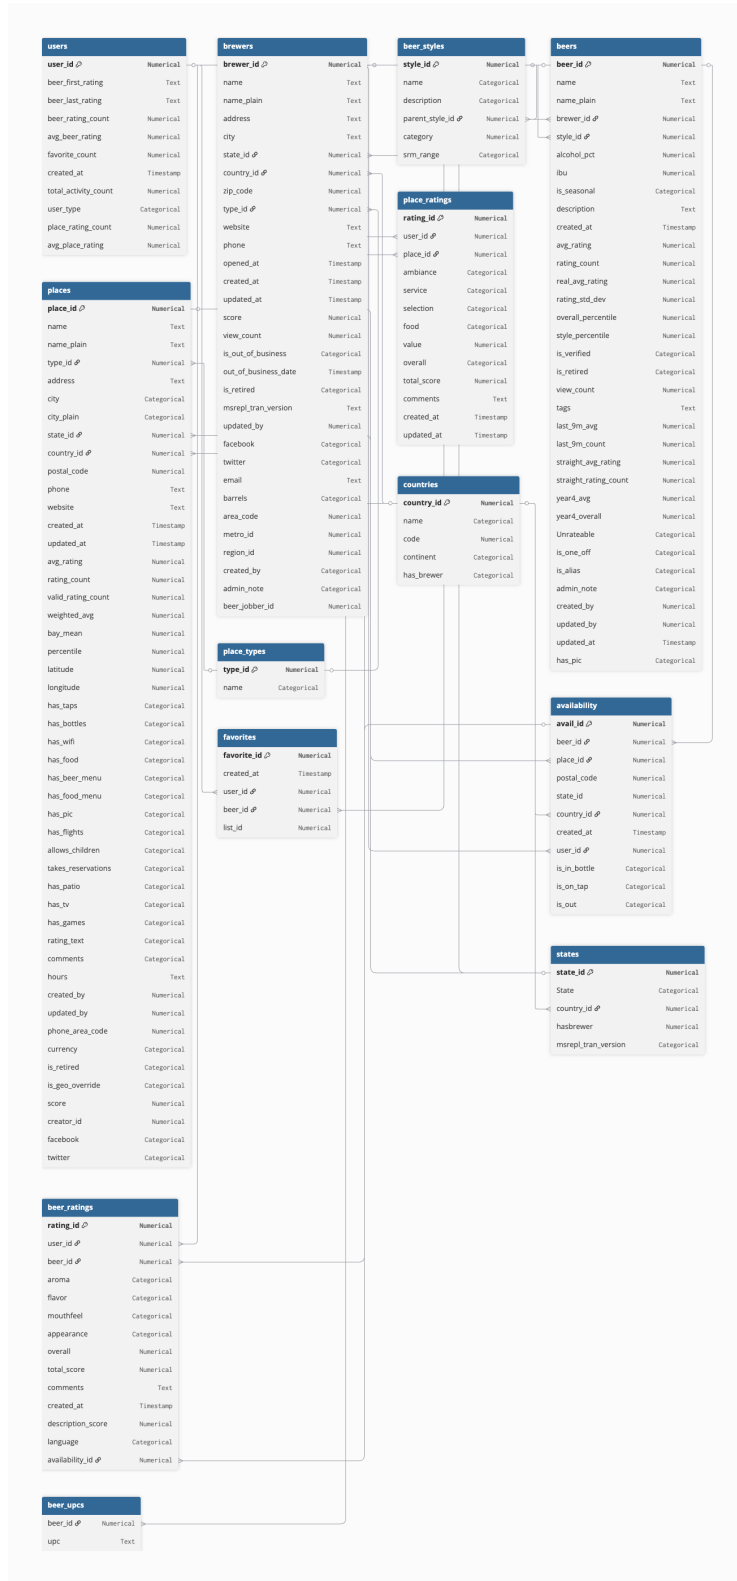 users
user_id Numerical
beer_first_rating Text
beer_last_rating Text
beer_rating_count Numerical
avg_beer_rating Numerical
favorite_count Numerical
created_at Timestamp
total_activity_count Numerical
user_type Categorical
place_rating_count Numerical
avg_place_rating Numerical
places
place_id Numerical
name Text
name_plain Text
type_id Numerical
address Text
city Categorical
city_plain Categorical
state_id Numerical
country_id Numerical
postal_code Numerical
phone Text
website Text
created_at Timestamp
updated_at Timestamp
avg_rating Numerical
rating_count Numerical
valid_rating_count Numerical
weighted_avg Numerical
bay_mean Numerical
percentile Numerical
latitude Numerical
longitude Numerical
has_taps Categorical
has_bottles Categorical
has_wifi Categorical
has_food Categorical
has_beer_menu Categorical
has_food_menu Categorical
has_pic Categorical
has_flights Categorical
allows_children Categorical
takes_reservations Categorical
has_patio Categorical
has_tv Categorical
has_games Categorical
rating_text Categorical
comments Categorical
hours Text
created_by Numerical
updated_by Numerical
phone_area_code Numerical
currency Categorical
is_retired Categorical
is_geo_override Categorical
score Numerical
creator_id Numerical
facebook Categorical
twitter Categorical
beer_ratings
rating_id Numerical
user_id Numerical
beer_id Numerical
aroma Categorical
flavor Categorical
mouthfeel Categorical
appearance Categorical
overall Numerical
total_score Numerical
comments Text
created_at Timestamp
description_score Numerical
language Categorical
availability_id Numerical
beer_upcs
beer_id Numerical
upc Text
brewers
brewer_id Numerical
name Text
name_plain Text
address Text
city Text
state_id Numerical
country_id Numerical
zip_code Numerical
type_id Numerical
website Text
phone Text
opened_at Timestamp
created_at Timestamp
updated_at Timestamp
score Numerical
view_count Numerical
is_out_of_business Categorical
out_of_business_date Timestamp
is_retired Categorical
msrepl_tran_version Text
updated_by Numerical
facebook Categorical
twitter Categorical
email Text
barrels Categorical
area_code Numerical
metro_id Numerical
region_id Numerical
created_by Categorical
admin_note Categorical
beer_jobber_id Numerical
place_types
type_id Numerical
name Categorical
favorites
favorite_id Numerical
created_at Timestamp
user_id Numerical
beer_id Numerical
list_id Numerical
beer_styles
style_id Numerical
name Categorical
description Categorical
parent_style_id Numerical
category Numerical
srm_range Categorical
place_ratings
rating_id Numerical
user_id Numerical
place_id Numerical
ambiance Categorical
service Categorical
selection Categorical
food Categorical
value Numerical
overall Categorical
total_score Numerical
comments Text
created_at Timestamp
updated_at Timestamp
countries
country_id Numerical
name Categorical
code Numerical
continent Categorical
has_brewer Categorical
beers
beer_id Numerical
name Text
name_plain Text
brewer_id Numerical
style_id Numerical
alcohol_pct Numerical
ibu Numerical
is_seasonal Categorical
description Text
created_at Timestamp
avg_rating Numerical
rating_count Numerical
real_avg_rating Numerical
rating_std_dev Numerical
overall_percentile Numerical
style_percentile Numerical
is_verified Categorical
is_retired Categorical
view_count Numerical
tags Text
last_9m_avg Numerical
last_9m_count Numerical
straight_avg_rating Numerical
straight_rating_count Numerical
year4_avg Numerical
year4_overall Numerical
Unrateable Categorical
is_one_off Categorical
is_alias Categorical
admin_note Categorical
created_by Numerical
updated_by Numerical
updated_at Timestamp
has_pic Categorical
availability
avail_id Numerical
beer_id Numerical
place_id Numerical
postal_code Numerical
state_id Numerical
country_id Numerical
created_at Timestamp
user_id Numerical
is_in_bottle Categorical
is_on_tap Categorical
is_out Categorical
states
state_id Numerical
State Categorical
country_id Numerical
hasbrewer Numerical
msrepl_tran_version Categorical